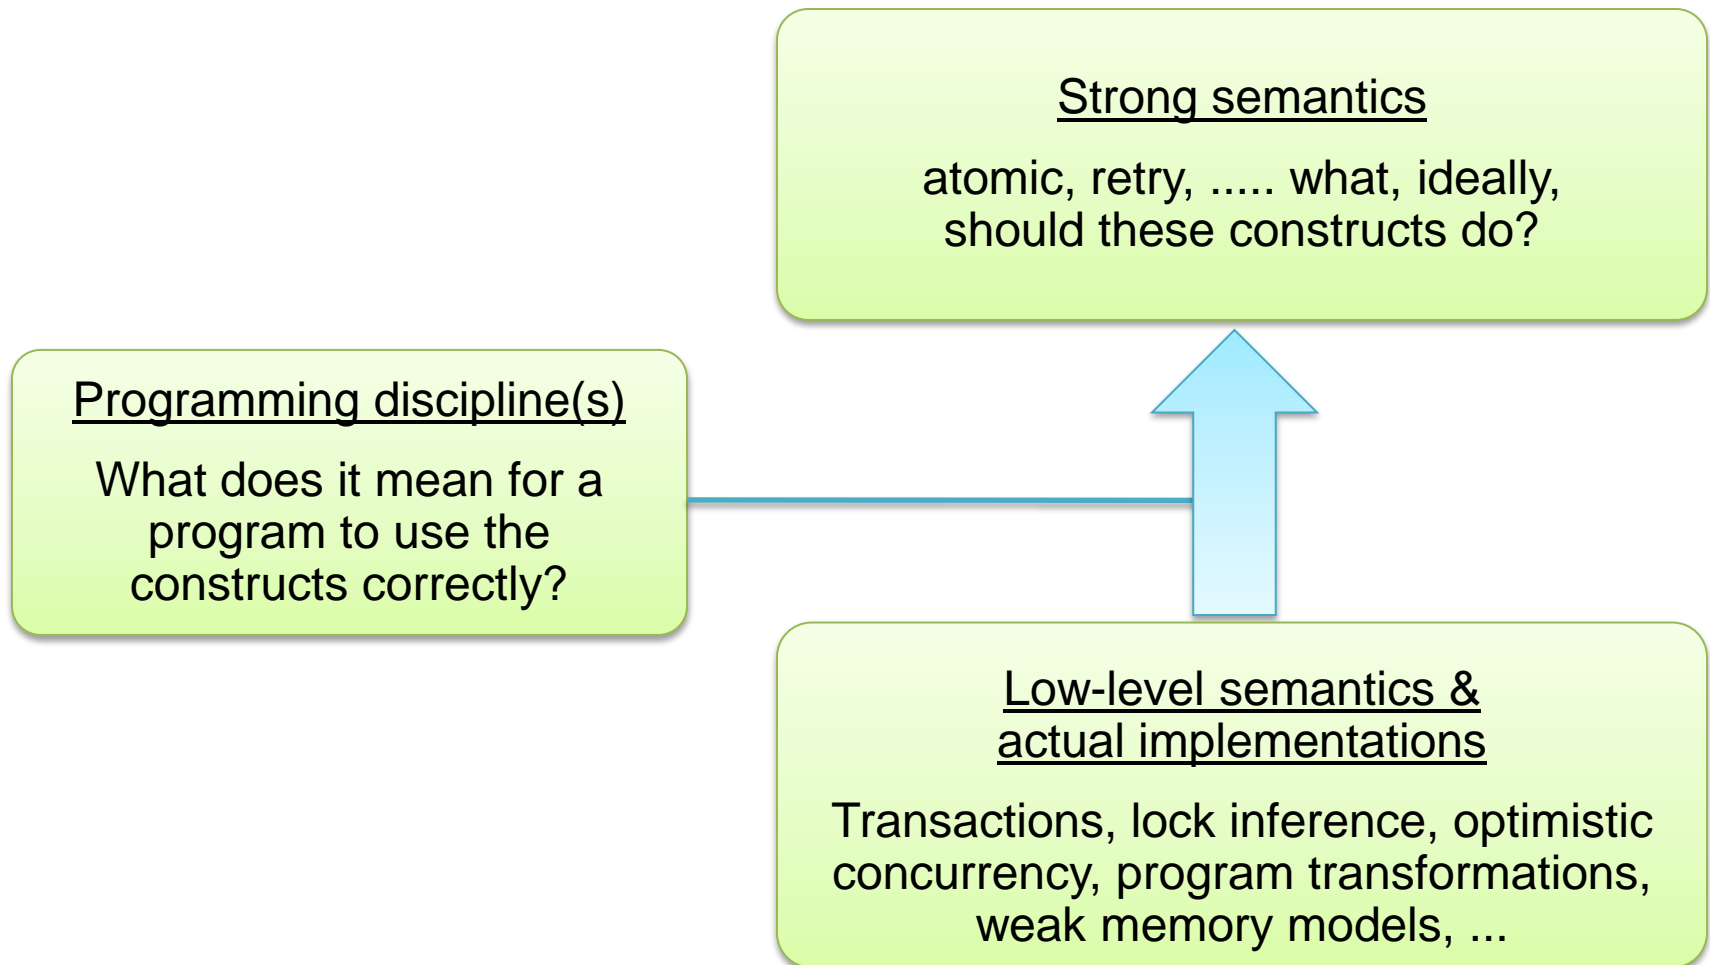 Strong semantics
atomic, retry, ..... what, ideally,
should these constructs do?
Programming discipline(s)
What does it mean for a
program to use the
constructs correctly?
Low-level semantics &
actual implementations
Transactions, lock inference, optimistic
concurrency, program transformations,
weak memory models, ...